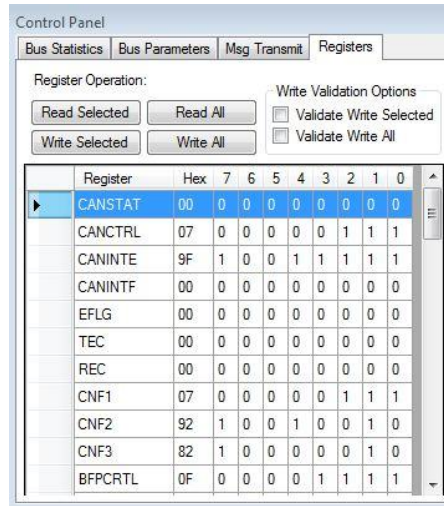 Control Panel
Bus Statistics Bus Parameters Msg Transmit Registers
Register Operation:
Write Validation Options
Read Selected Read All Validate Write Selected
Write Selected Write All Validate Write All
Register Hex 7 6 5 4 3 2 1 0
CANSTAT 00 0 0 0 0 0 0 0 0
CANCTRL 07 0 0 0 0 0 1 1 1
CANINTE 9F 1 0 0 1 1 1 1 1
CANINTF 00 0 0 0 0 0 0 0 0
EFLG 00 0 0 0 0 0 0 0 0
TEC 00 0 0 0 0 0 0 0 0
REC 00 0 0 0 0 0 0 0 0
CNF1 07 0 0 0 0 0 1 1 1
CNF2 92 1 0 0 1 0 0 1 0
CNF3 82 1 0 0 0 0 0 1 0
BFPCRTL 0F 0 0 0 0 1 1 1 1